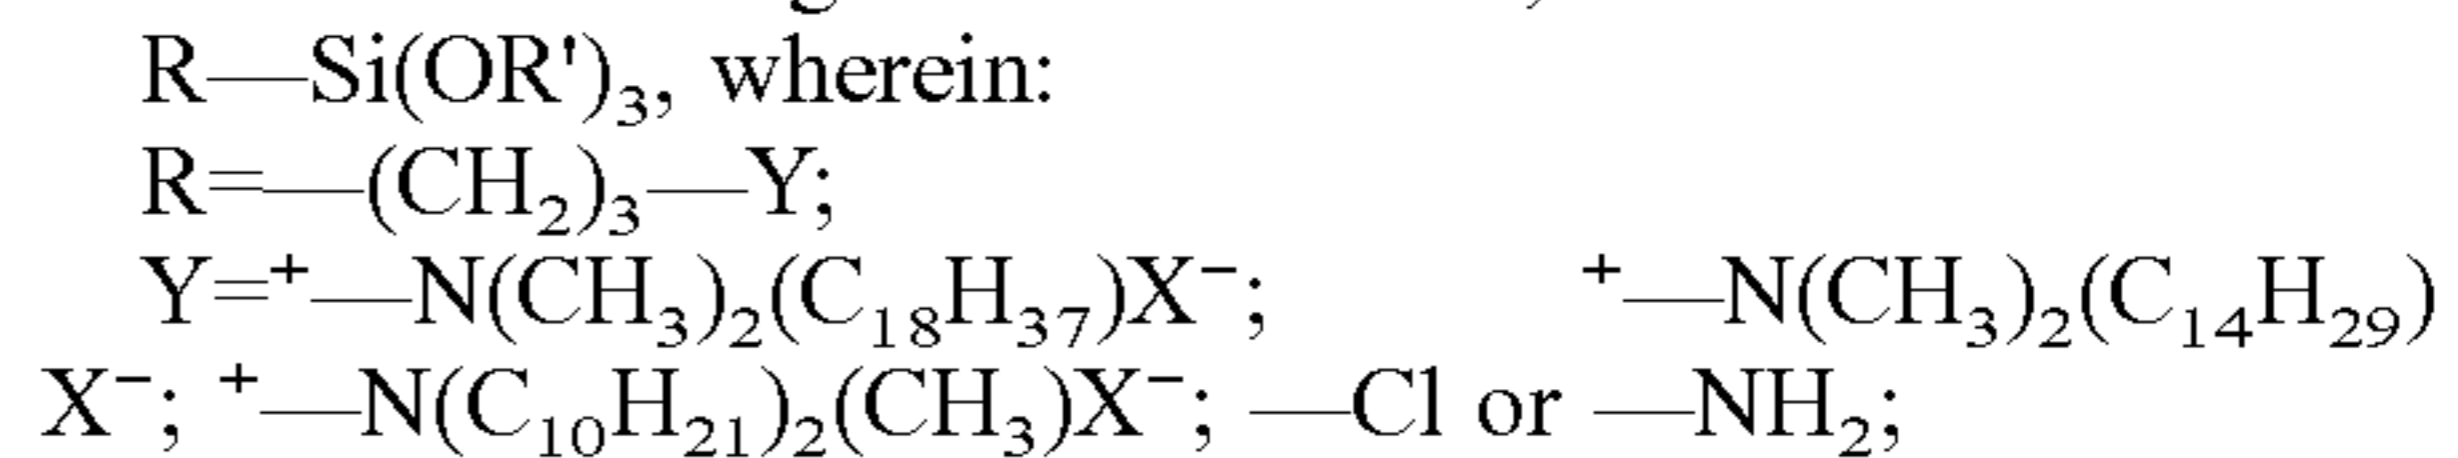 R—Si(OR')₃, wherein:
R=—(CH₂)₃—Y;
Y=⁺—N(CH₃)₂(C₁₈H₃₇)X⁻; ⁺—N(CH₃)₂(C₁₄H₂₉)
X⁻; ⁺—N(C₁₀H₂₁)₂(CH₃)X⁻; —Cl or —NH₂;